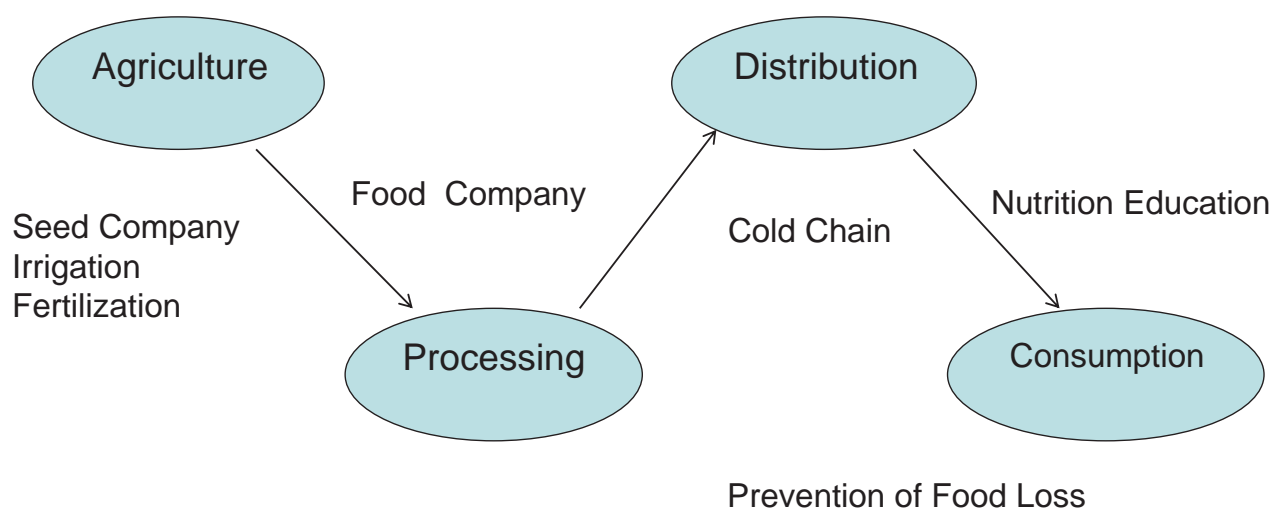 Agriculture
Distribution
Food  Company
Nutrition Education
Seed Company
Irrigation
Fertilization
Cold Chain
Processing
Consumption
Prevention of Food Loss